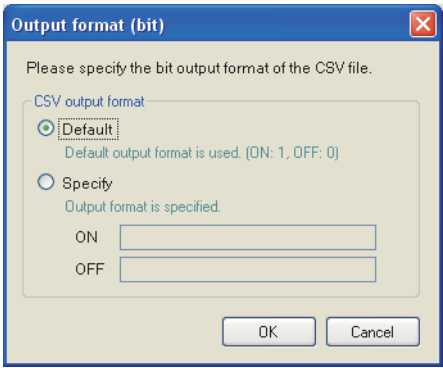 Output format (bit)
Please specify the bit output format of the CSV file.
CSV output format
Default
Default output format is used. (ON: 1, OFF: 0)
Specify
Output format is specified.
ON
OFF
OK Cancel